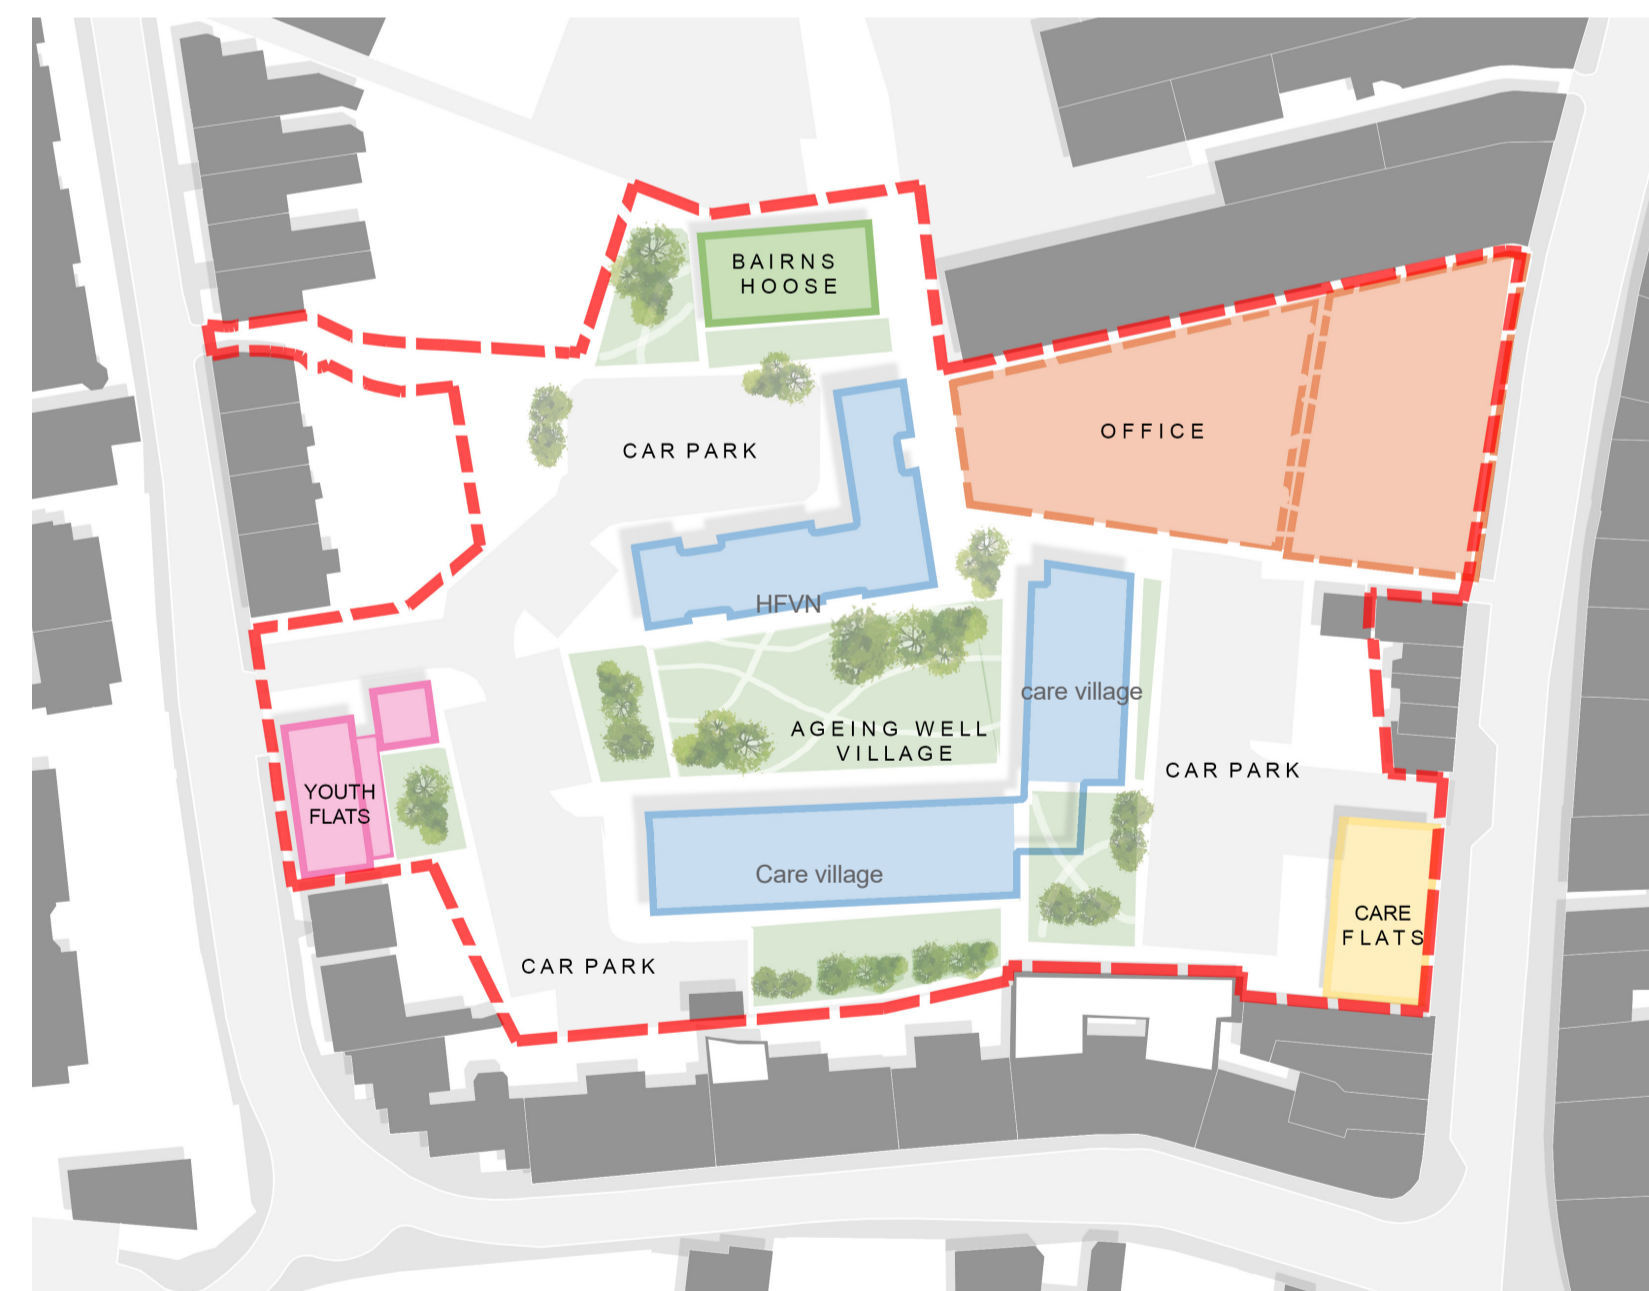 BAIRNS
HOOSE
OFFICE
CAR PARK
HFVN
care village
AGEING WELL
VILLAGE
CAR PARK
YOUTH
FLATS
Care village
CARE
FLATS
CAR PARK